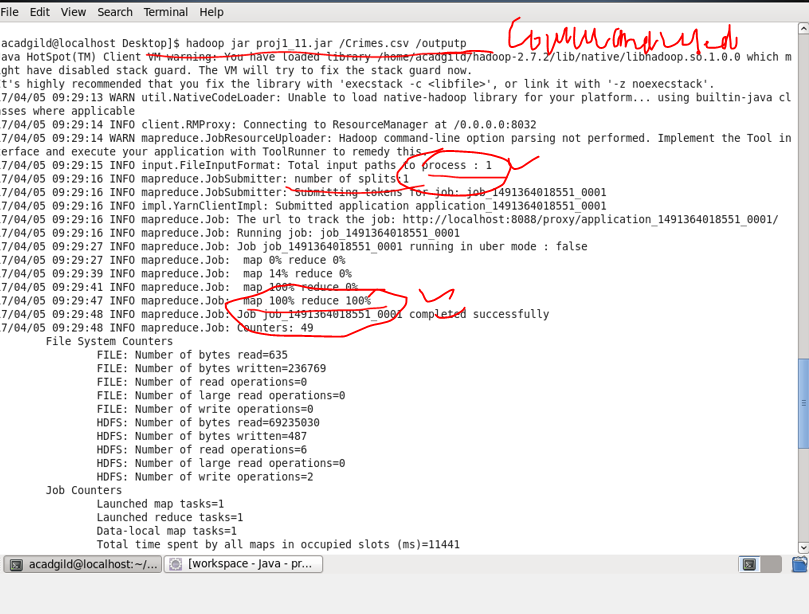 File Edit View Search Terminal Help
acadgild@localhost Desktop]$ hadoop jar proj1_11.jar /Crimes.csv /outputp
ava HotSpot(TM) Client VM warning: You have loaded library /home/acadgild/hadoop-2.7.2/lib/native/libhadoop.so.1.0.0 which m
ght have disabled stack guard. The VM will try to fix the stack guard now.
t's highly recommended that you fix the library with 'execstack -c <libfile>', or link it with '-z noexecstack'.
7/04/05 09:29:13 WARN util.NativeCodeLoader: Unable to load native-hadoop library for your platform... using builtin-java cl
asses where applicable
7/04/05 09:29:14 INFO client.RMProxy: Connecting to ResourceManager at /0.0.0.0:8032
7/04/05 09:29:14 WARN mapreduce.JobResourceUploader: Hadoop command-line option parsing not performed. Implement the Tool in
terface and execute your application with ToolRunner to remedy this.
7/04/05 09:29:15 INFO input.FileInputFormat: Total input paths to process : 1
7/04/05 09:29:16 INFO mapreduce.JobSubmitter: number of splits:1
7/04/05 09:29:16 INFO mapreduce.JobSubmitter: Submitting tokens for job: job_1491364018551_0001
7/04/05 09:29:16 INFO impl.YarnClientImpl: Submitted application application_1491364018551_0001
7/04/05 09:29:16 INFO mapreduce.Job: The url to track the job: http://localhost:8088/proxy/application_1491364018551_0001/
7/04/05 09:29:16 INFO mapreduce.Job: Running job: job_1491364018551_0001
7/04/05 09:29:27 INFO mapreduce.Job: Job job_1491364018551_0001 running in uber mode : false
7/04/05 09:29:27 INFO mapreduce.Job: map 0% reduce 0%
7/04/05 09:29:39 INFO mapreduce.Job: map 14% reduce 0%
7/04/05 09:29:41 INFO mapreduce.Job: map 100% reduce 0%
7/04/05 09:29:47 INFO mapreduce.Job: map 100% reduce 100%
7/04/05 09:29:48 INFO mapreduce.Job: Job job_1491364018551_0001 completed successfully
7/04/05 09:29:48 INFO mapreduce.Job: Counters: 49
File System Counters
FILE: Number of bytes read=635
FILE: Number of bytes written=236769
FILE: Number of read operations=0
FILE: Number of large read operations=0
FILE: Number of write operations=0
HDFS: Number of bytes read=69235030
HDFS: Number of bytes written=487
HDFS: Number of read operations=6
HDFS: Number of large read operations=0
HDFS: Number of write operations=2
Job Counters
Launched map tasks=1
Launched reduce tasks=1
Data-local map tasks=1
Total time spent by all maps in occupied slots (ms)=11441
acadgild@localhost:~/... [workspace - Java - pr...